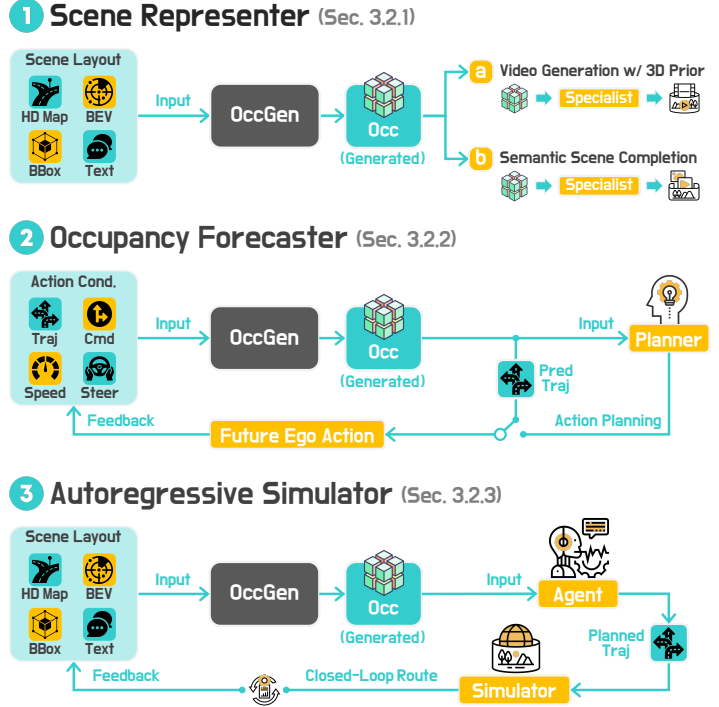 1 Scene Representer (Sec. 3.2.1)
Scene Layout
HD Map BEV
BBox Text
Input
OccGen
Occ
(Generated)
a Video Generation w/ 3D Prior
Specialist
b Semantic Scene Completion
Specialist
2 Occupancy Forecaster (Sec. 3.2.2)
Action Cond.
Traj Cmd
Speed Steer
Input
OccGen
Occ
(Generated)
Input
Planner
Pred
Traj
Action Planning
Future Ego Action
Feedback
3 Autoregressive Simulator (Sec. 3.2.3)
Scene Layout
HD Map BEV
BBox Text
Input
OccGen
Occ
(Generated)
Input
Agent
Planned
Traj
Simulator
Closed-Loop Route
Feedback